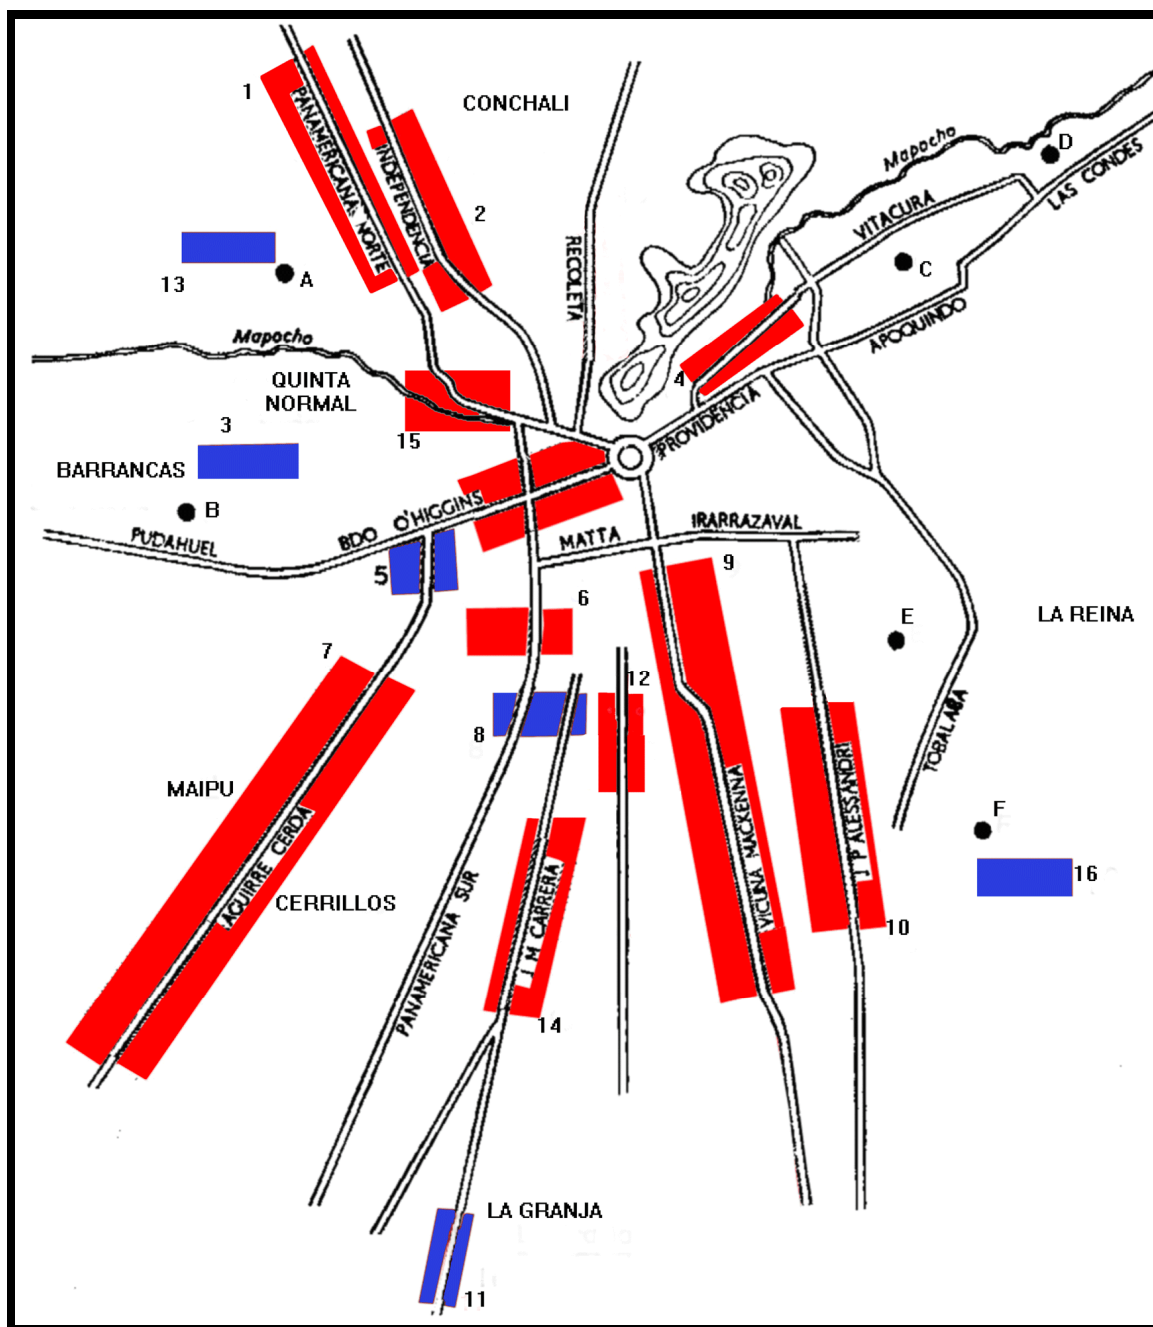 1
CONCHALI
PANAMERICANA NORTE
INDEPENDENCIA
2
RECOLETA
Mapocho
D
LAS CONDES
VITACURA
C
13
A
APOQUINDO
Mapocho
QUINTA
NORMAL
4
15
3
PROVIDENCIA
BARRANCAS
B
PUDAHUEL
BDO O'HIGGINS
MATTA
IRARRAZAVAL
5
9
6
E
LA REINA
7
12
8
TOBALABA
MAIPU
AGUIRRE CERDA
VICUNA MACKENNA
J P ALESSANDRI
F
16
CERRILLOS
PANAMERICANA SUR
J M CARRERA
10
14
LA GRANJA
11